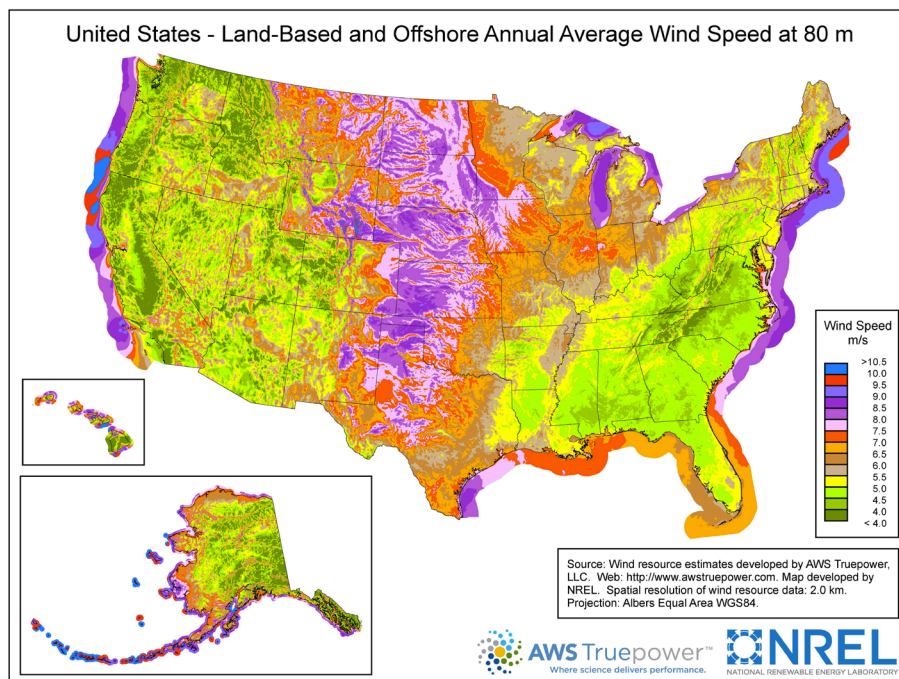 United States - Land-Based and Offshore Annual Average Wind Speed at 80 m
Wind Speed
m/s
>10.5
10.0
9.5
9.0
8.5
8.0
7.5
7.0
6.5
6.0
5.5
5.0
4.5
4.0
< 4.0
Source: Wind resource estimates developed by AWS Truepower,
LLC. Web: http://www.awstruepower.com. Map developed by
NREL. Spatial resolution of wind resource data: 2.0 km.
Projection: Albers Equal Area WGS84.
AWS Truepower™
Where science delivers performance.
NREL
NATIONAL RENEWABLE ENERGY LABORATORY